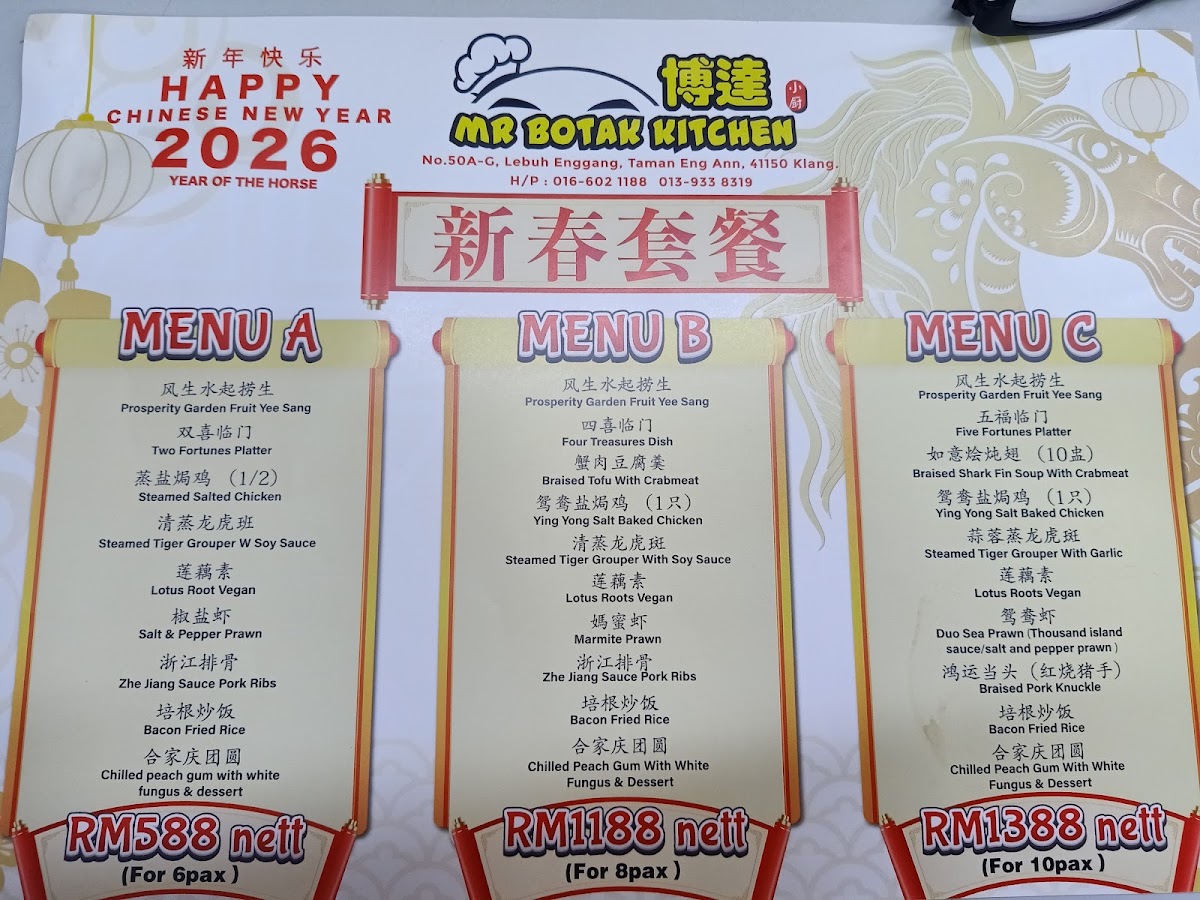 新年快乐
HAPPY
CHINESE NEW YEAR
2026
YEAR OF THE HORSE
博達
小厨
MR BOTAK KITCHEN
No.50A-G, Lebuh Enggang, Taman Eng Ann, 41150 Klang.
H/P : 016-602 1188 013-933 8319
新春套餐
MENU A
风生水起捞生
Prosperity Garden Fruit Yee Sang
双喜临门
Two Fortunes Platter
蒸盐焗鸡 (1/2)
Steamed Salted Chicken
清蒸龙虎斑
Steamed Tiger Grouper W Soy Sauce
莲藕素
Lotus Root Vegan
椒盐虾
Salt & Pepper Prawn
浙江排骨
Zhe Jiang Sauce Pork Ribs
培根炒饭
Bacon Fried Rice
合家庆团圆
Chilled peach gum with white
fungus & dessert
RM588 nett
(For 6pax )
MENU B
风生水起捞生
Prosperity Garden Fruit Yee Sang
四喜临门
Four Treasures Dish
蟹肉豆腐羹
Braised Tofu With Crabmeat
鸳鸯盐焗鸡 (1只)
Ying Yong Salt Baked Chicken
清蒸龙虎斑
Steamed Tiger Grouper With Soy Sauce
莲藕素
Lotus Roots Vegan
媽蜜虾
Marmite Prawn
浙江排骨
Zhe Jiang Sauce Pork Ribs
培根炒饭
Bacon Fried Rice
合家庆团圆
Chilled Peach Gum With White
Fungus & Dessert
RM1188 nett
(For 8pax )
MENU C
风生水起捞生
Prosperity Garden Fruit Yee Sang
五福临门
Five Fortunes Platter
如意烩炖翅 (10盅)
Braised Shark Fin Soup With Crabmeat
鸳鸯盐焗鸡 (1只)
Ying Yong Salt Baked Chicken
蒜蓉蒸龙虎斑
Steamed Tiger Grouper With Garlic
莲藕素
Lotus Roots Vegan
鸳鸯虾
Duo Sea Prawn (Thousand island
sauce/salt and pepper prawn )
鸿运当头 (红烧猪手)
Braised Pork Knuckle
培根炒饭
Bacon Fried Rice
合家庆团圆
Chilled Peach Gum With White
Fungus & Dessert
RM1388 nett
(For 10pax )